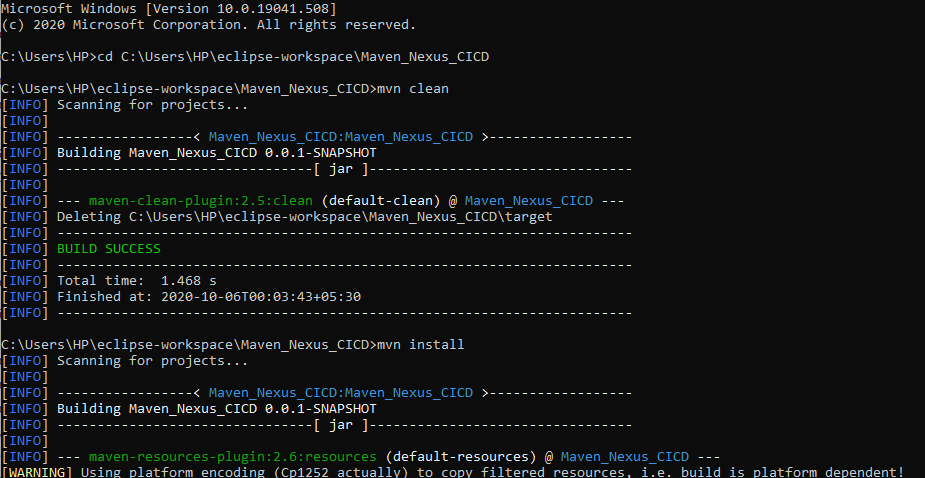 Microsoft Windows [Version 10.0.19041.508]
(c) 2020 Microsoft Corporation. All rights reserved.
C:\Users\HP>cd C:\Users\HP\eclipse-workspace\Maven_Nexus_CICD
C:\Users\HP\eclipse-workspace\Maven_Nexus_CICD>mvn clean
[INFO] Scanning for projects...
[INFO]
[INFO] -----------------< Maven_Nexus_CICD:Maven_Nexus_CICD >------------------
[INFO] Building Maven_Nexus_CICD 0.0.1-SNAPSHOT
[INFO] --------------------------------[ jar ]---------------------------------
[INFO]
[INFO] --- maven-clean-plugin:2.5:clean (default-clean) @ Maven_Nexus_CICD ---
[INFO] Deleting C:\Users\HP\eclipse-workspace\Maven_Nexus_CICD\target
[INFO] ------------------------------------------------------------------------
[INFO] BUILD SUCCESS
[INFO] ------------------------------------------------------------------------
[INFO] Total time:  1.468 s
[INFO] Finished at: 2020-10-06T00:03:43+05:30
[INFO] ------------------------------------------------------------------------
C:\Users\HP\eclipse-workspace\Maven_Nexus_CICD>mvn install
[INFO] Scanning for projects...
[INFO]
[INFO] -----------------< Maven_Nexus_CICD:Maven_Nexus_CICD >------------------
[INFO] Building Maven_Nexus_CICD 0.0.1-SNAPSHOT
[INFO] --------------------------------[ jar ]---------------------------------
[INFO]
[INFO] --- maven-resources-plugin:2.6:resources (default-resources) @ Maven_Nexus_CICD ---
[WARNING] Using platform encoding (Cp1252 actually) to copy filtered resources, i.e. build is platform dependent!